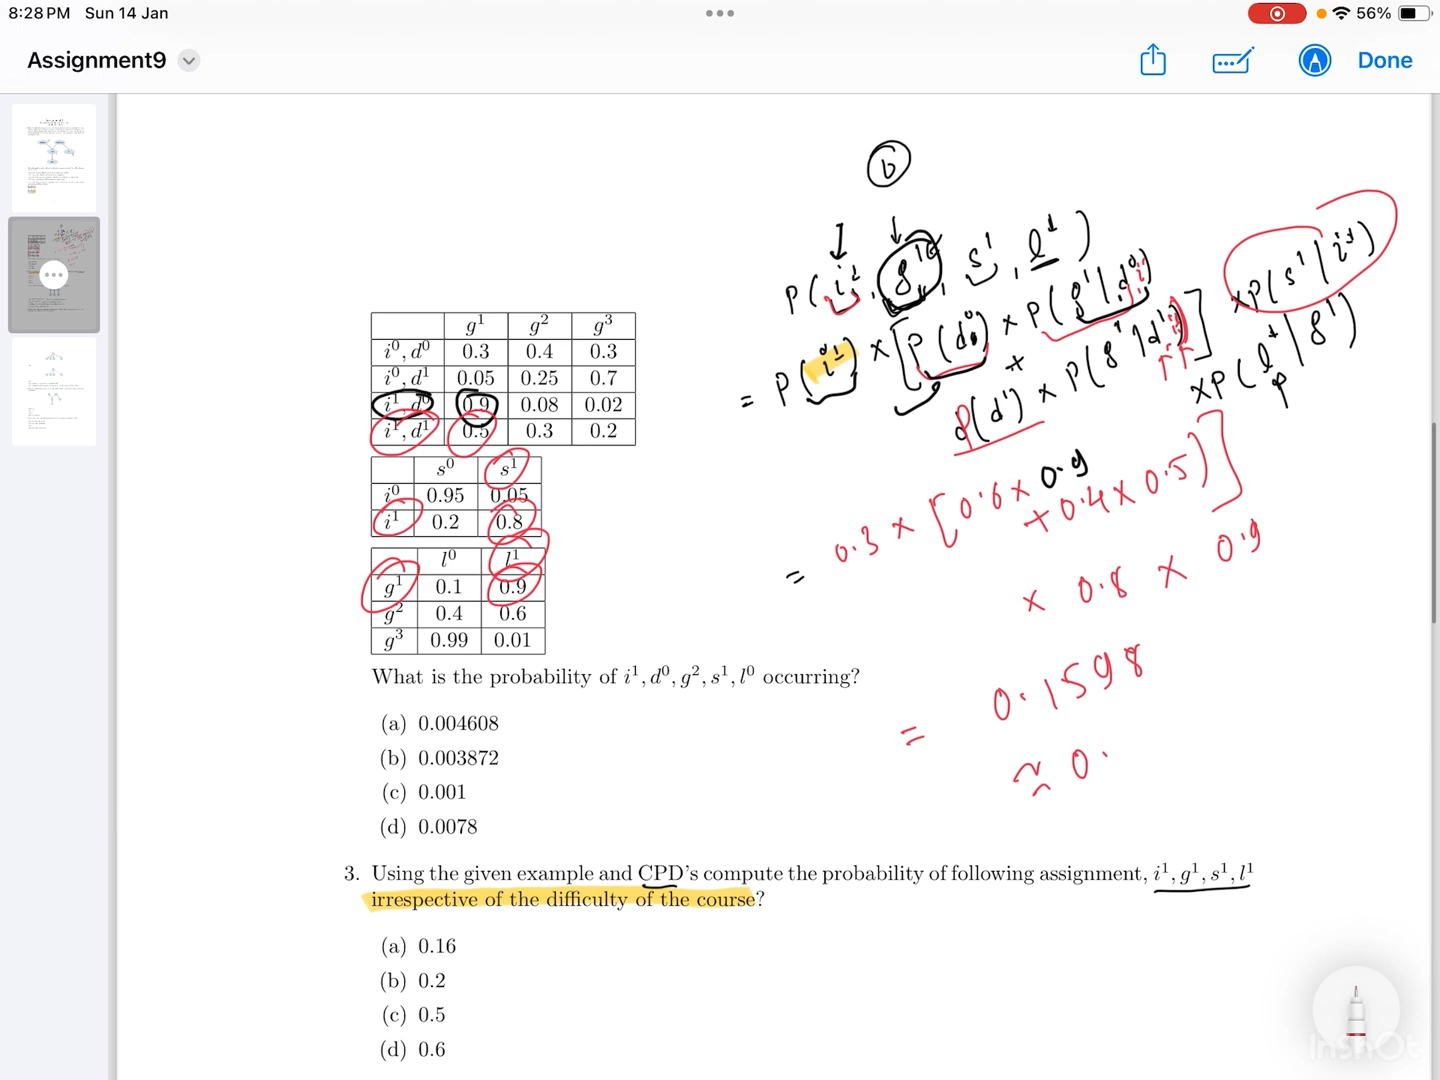 8:28 PM Sun 14 Jan
56%
Assignment9
Done
g¹ g² g³
i⁰, d⁰ 0.3 0.4 0.3
i⁰, d¹ 0.05 0.25 0.7
i¹, d⁰ 0.9 0.08 0.02
i¹, d¹ 0.5 0.3 0.2
s⁰ s¹
i⁰ 0.95 0.05
i¹ 0.2 0.8
l⁰ l¹
g¹ 0.1 0.9
g² 0.4 0.6
g³ 0.99 0.01
What is the probability of i¹, d⁰, g², s¹, l⁰ occurring?
(a) 0.004608
(b) 0.003872
(c) 0.001
(d) 0.0078
3. Using the given example and CPD's compute the probability of following assignment, i¹, g¹, s¹, l¹
irrespective of the difficulty of the course?
(a) 0.16
(b) 0.2
(c) 0.5
(d) 0.6
P(i¹, g¹, s¹, l¹)
= P(i¹) × [P(d⁰) × P(g¹|d⁰, i¹)
+ P(d¹) × P(g¹|d¹, i¹)]
× P(s¹|i¹)
× P(l¹|g¹)
= 0.3 × [0.6 × 0.9
+ 0.4 × 0.5)]
× 0.8 × 0.9
= 0.1598
≈ 0.
InShot